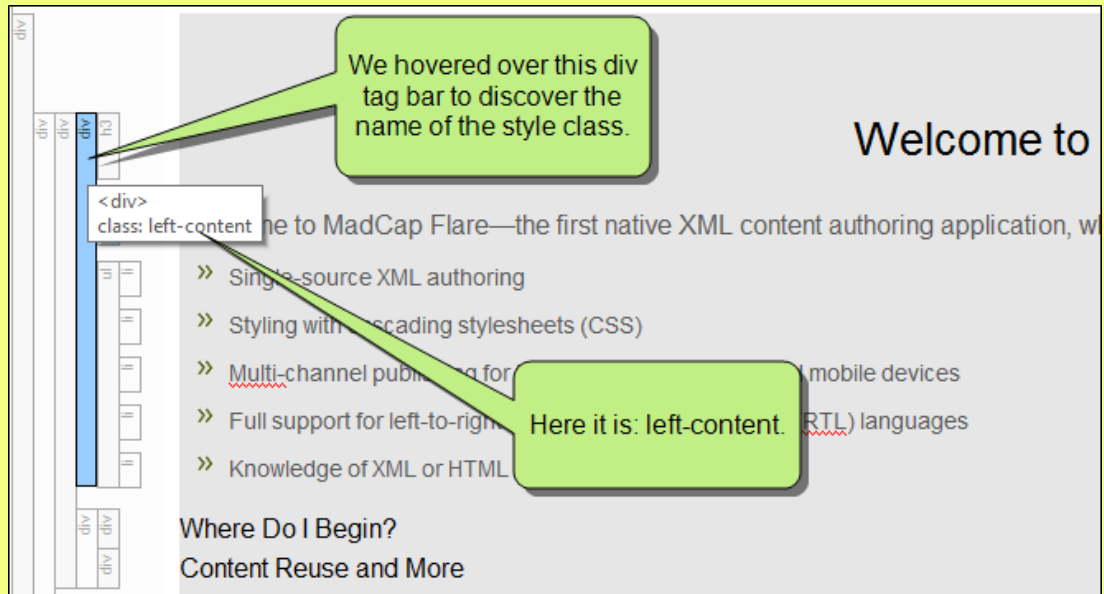 div
We hovered over this div
tag bar to discover the
name of the style class.
div
div
div
h3
Welcome to
<div>
class: left-content
me to MadCap Flare—the first native XML content authoring application, wh
ul
li
Single-source XML authoring
li
Styling with cascading stylesheets (CSS)
li
Multi-channel publishing for
mobile devices
li
Full support for left-to-righ
RTL) languages
Here it is: left-content.
li
Knowledge of XML or HTML
div
div
Where Do I Begin?
div
Content Reuse and More